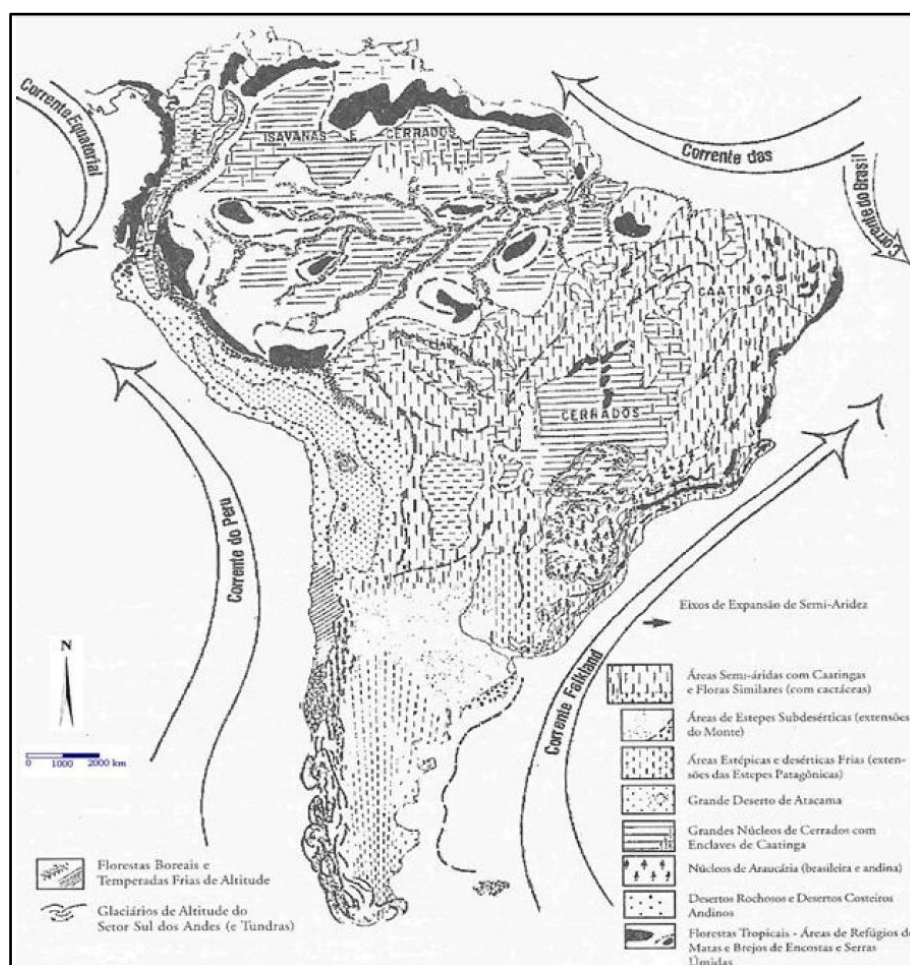 Corrente Equatorial
Corrente das
Corrente do Brasil
ISAVANAS E CERRADOS
CAATINGAS
CERRADOS
Corrente do Peru
Corrente Falkland
N
0 1000 2000 km
Eixos de Expansão de Semi-Aridez
Áreas Semi-áridas com Caatingas
e Floras Similares (com cactáceas)
Áreas de Estepes Subdesérticas (extensões
do Monte)
Áreas Estépicas e desérticas Frias (exten-
sões das Estepes Patagônicas)
Grande Deserto de Atacama
Grandes Núcleos de Cerrados com
Enclaves de Caatinga
Núcleos de Araucária (brasileira e andina)
Desertos Rochosos e Desertos Costeiros
Andinos
Florestas Tropicais - Áreas de Refúgios de
Matas e Brejos de Encostas e Serras
Úmidas
Florestas Boreais e
Temperadas Frias de Altitude
Glaciários de Altitude do
Setor Sul dos Andes (e Tundras)